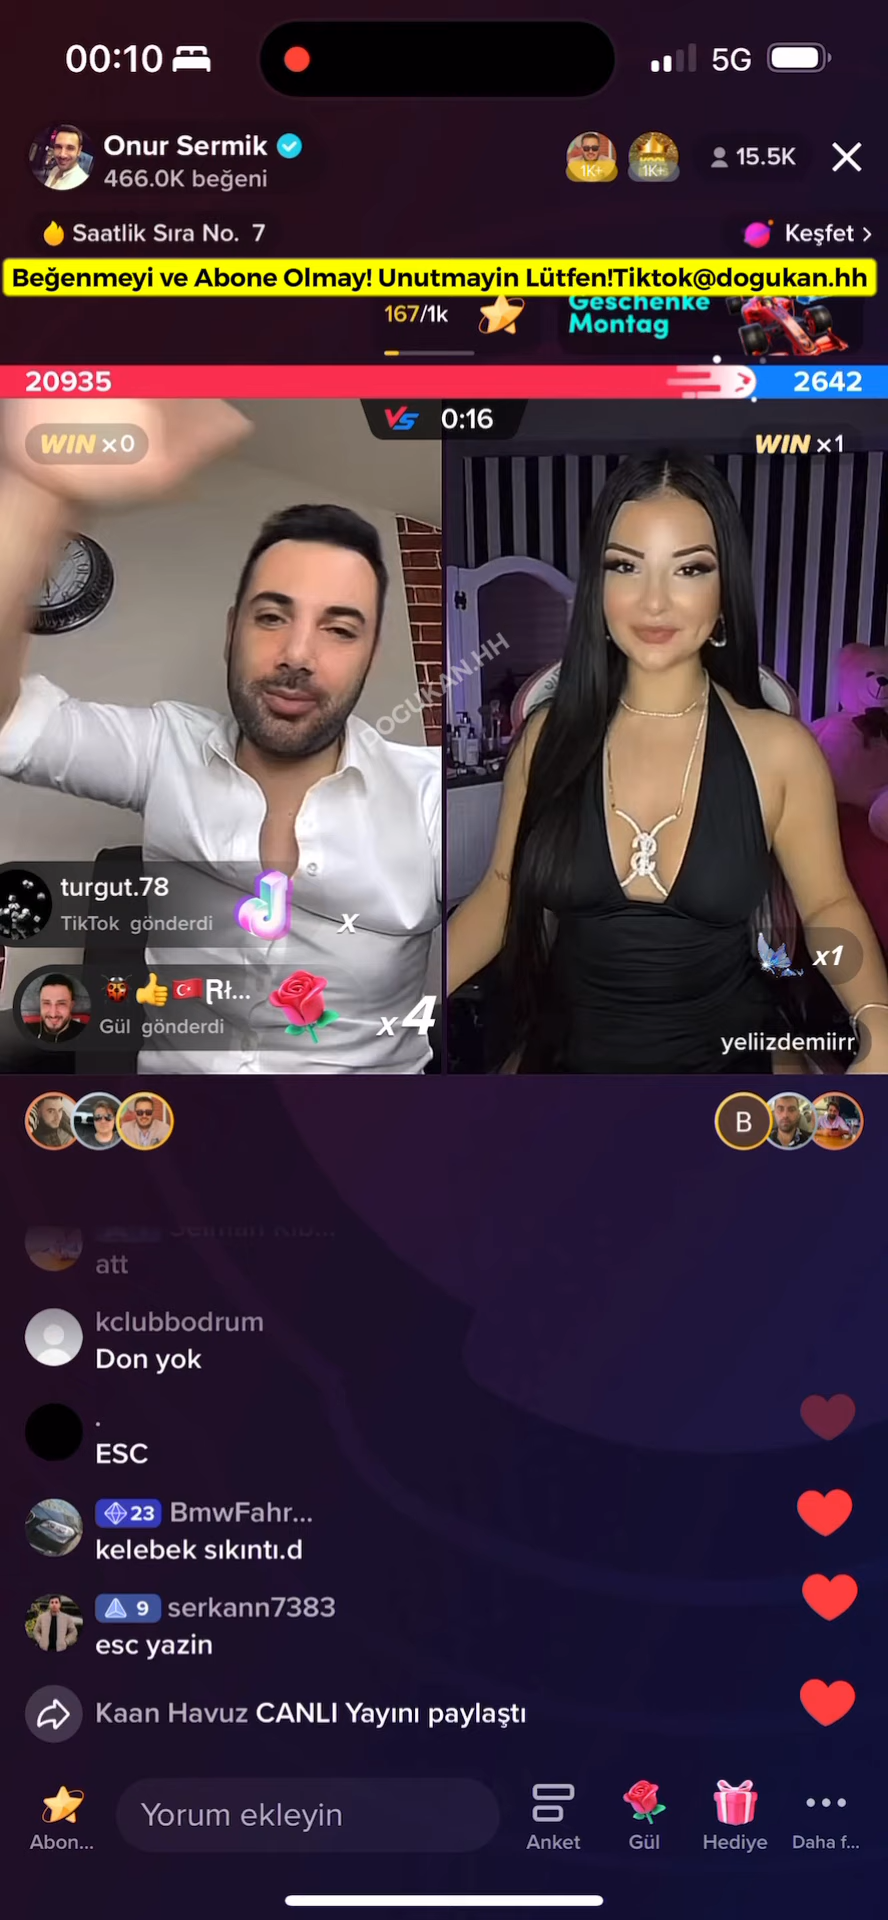 00:10
5G
Onur Sermik
466.0K beğeni
1K+
1K+
15.5K
Saatlik Sıra No. 7
Keşfet >
Beğenmeyi ve Abone Olmay! Unutmayin Lütfen!Tiktok@dogukan.hh
167/1k
Geschenke
Montag
20935
2642
VS 0:16
WIN x0
WIN x1
DOGUKAN.HH
turgut.78
TikTok gönderdi
x
Gül gönderdi
x4
x1
yeliizdemiirr
B
att
kclubbodrum
Don yok
.
ESC
23 BmwFahr...
kelebek sıkıntı.d
9 serkann7383
esc yazin
Kaan Havuz CANLI Yayını paylaştı
Abon...
Yorum ekleyin
Anket
Gül
Hediye
Daha f...